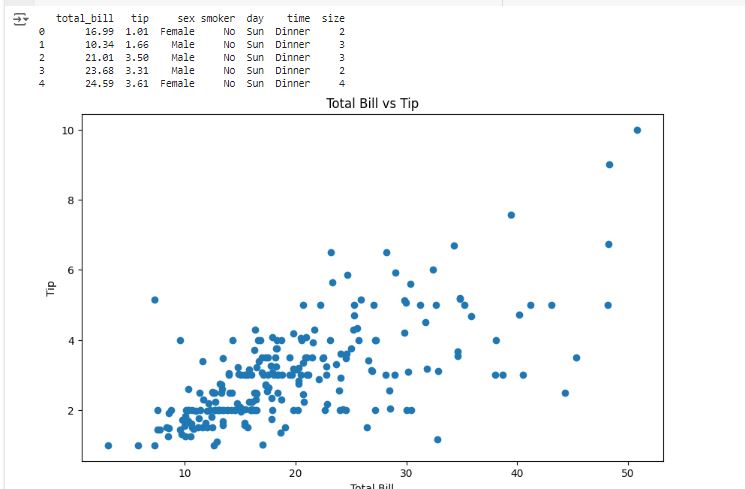 total_bill tip sex smoker day time size
0 16.99 1.01 Female No Sun Dinner 2
1 10.34 1.66 Male No Sun Dinner 3
2 21.01 3.50 Male No Sun Dinner 3
3 23.68 3.31 Male No Sun Dinner 2
4 24.59 3.61 Female No Sun Dinner 4
Total Bill vs Tip
10
8
6
Tip
4
2
10 20 30 40 50
Total Bill